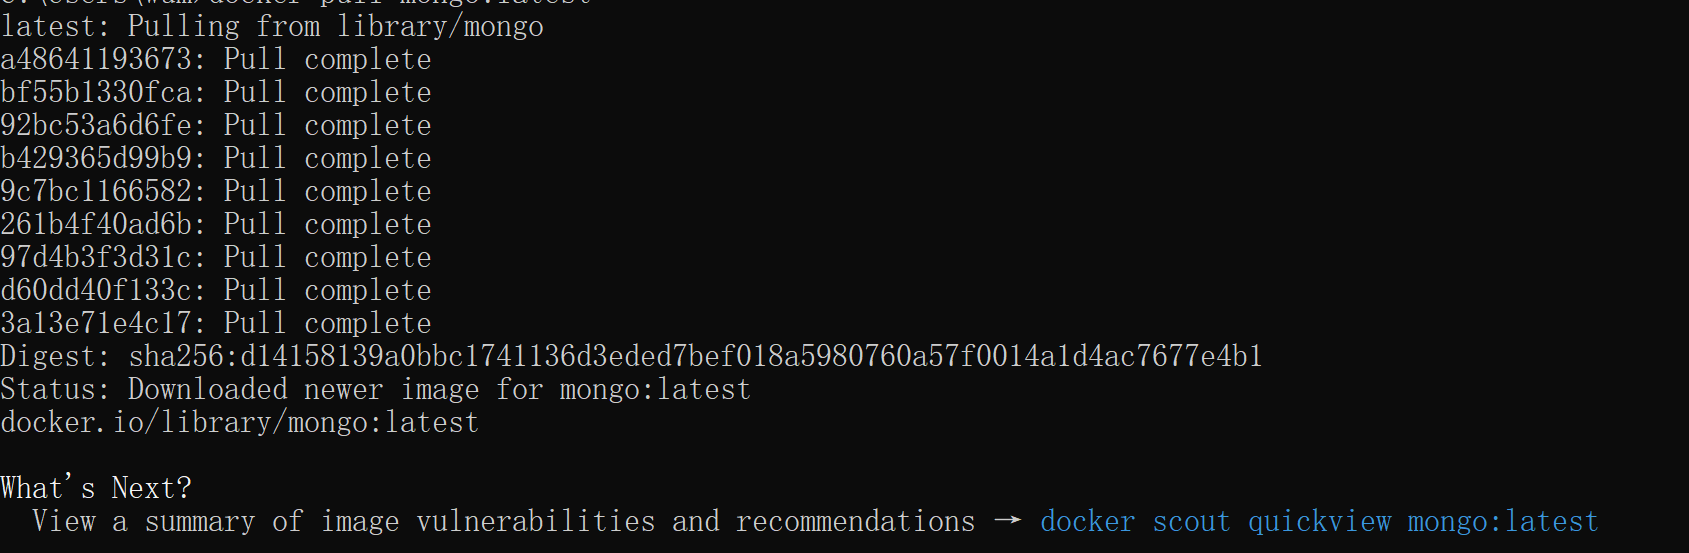 latest: Pulling from library/mongo
a48641193673: Pull complete
bf55b1330fca: Pull complete
92bc53a6d6fe: Pull complete
b429365d99b9: Pull complete
9c7bc1166582: Pull complete
261b4f40ad6b: Pull complete
97d4b3f3d31c: Pull complete
d60dd40f133c: Pull complete
3a13e71e4c17: Pull complete
Digest: sha256:d14158139a0bbc1741136d3eded7bef018a5980760a57f0014a1d4ac7677e4b1
Status: Downloaded newer image for mongo:latest
docker.io/library/mongo:latest
What's Next?
View a summary of image vulnerabilities and recommendations → docker scout quickview mongo:latest